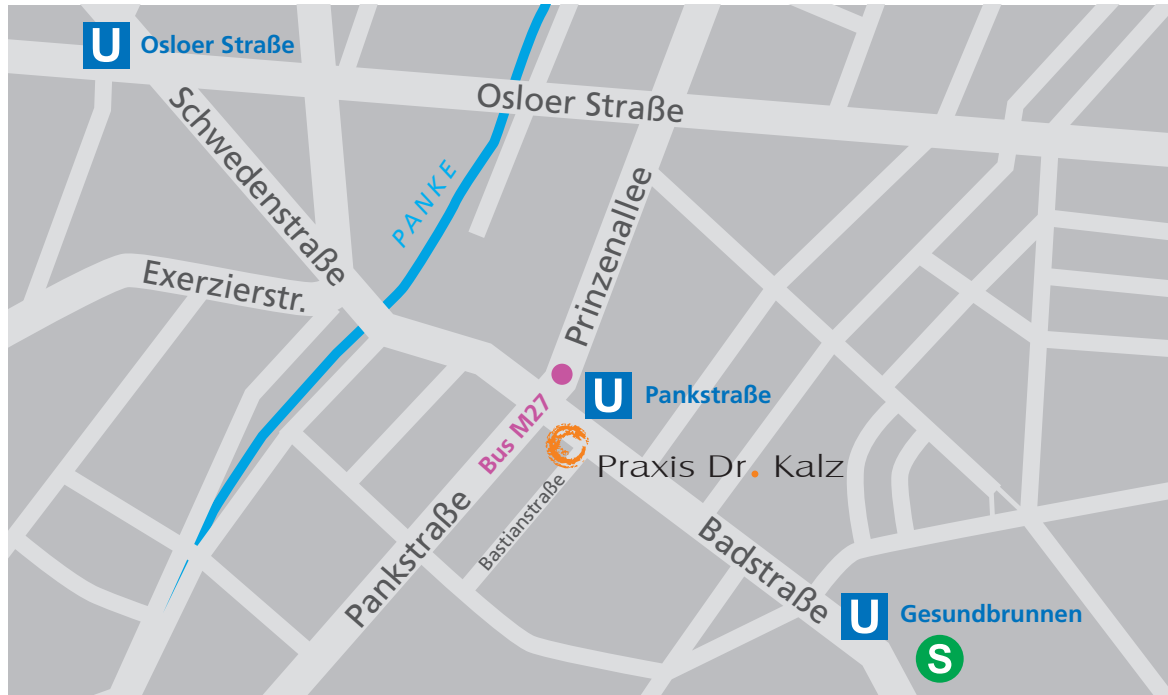 U Osloer Straße
Osloer Straße
Schwedenstraße
PANKE
Prinzenallee
Exerzierstr.
U Pankstraße
Bus M27
Praxis Dr. Kalz
Bastianstraße
Pankstraße
Badstraße
U Gesundbrunnen
S